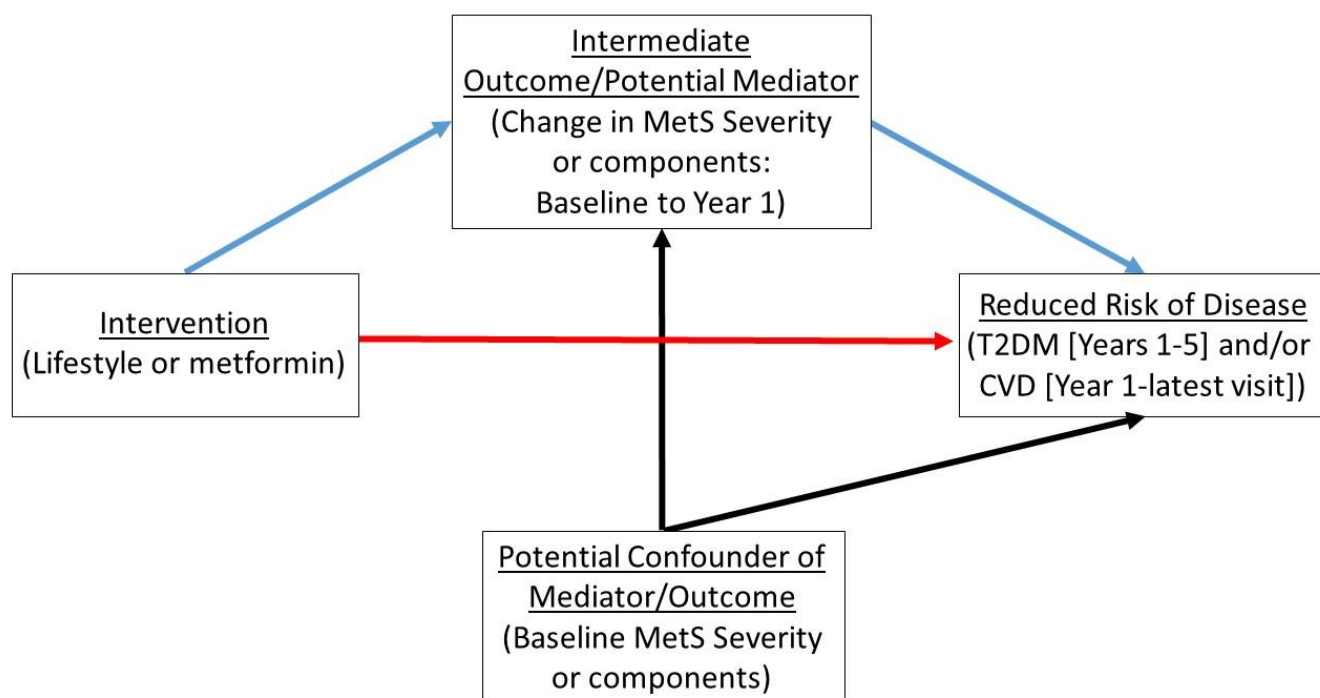 Intermediate
Outcome/Potential Mediator
(Change in MetS Severity
or components:
Baseline to Year 1)
Intervention
(Lifestyle or metformin)
Reduced Risk of Disease
(T2DM [Years 1-5] and/or
CVD [Year 1-latest visit])
Potential Confounder of
Mediator/Outcome
(Baseline MetS Severity
or components)